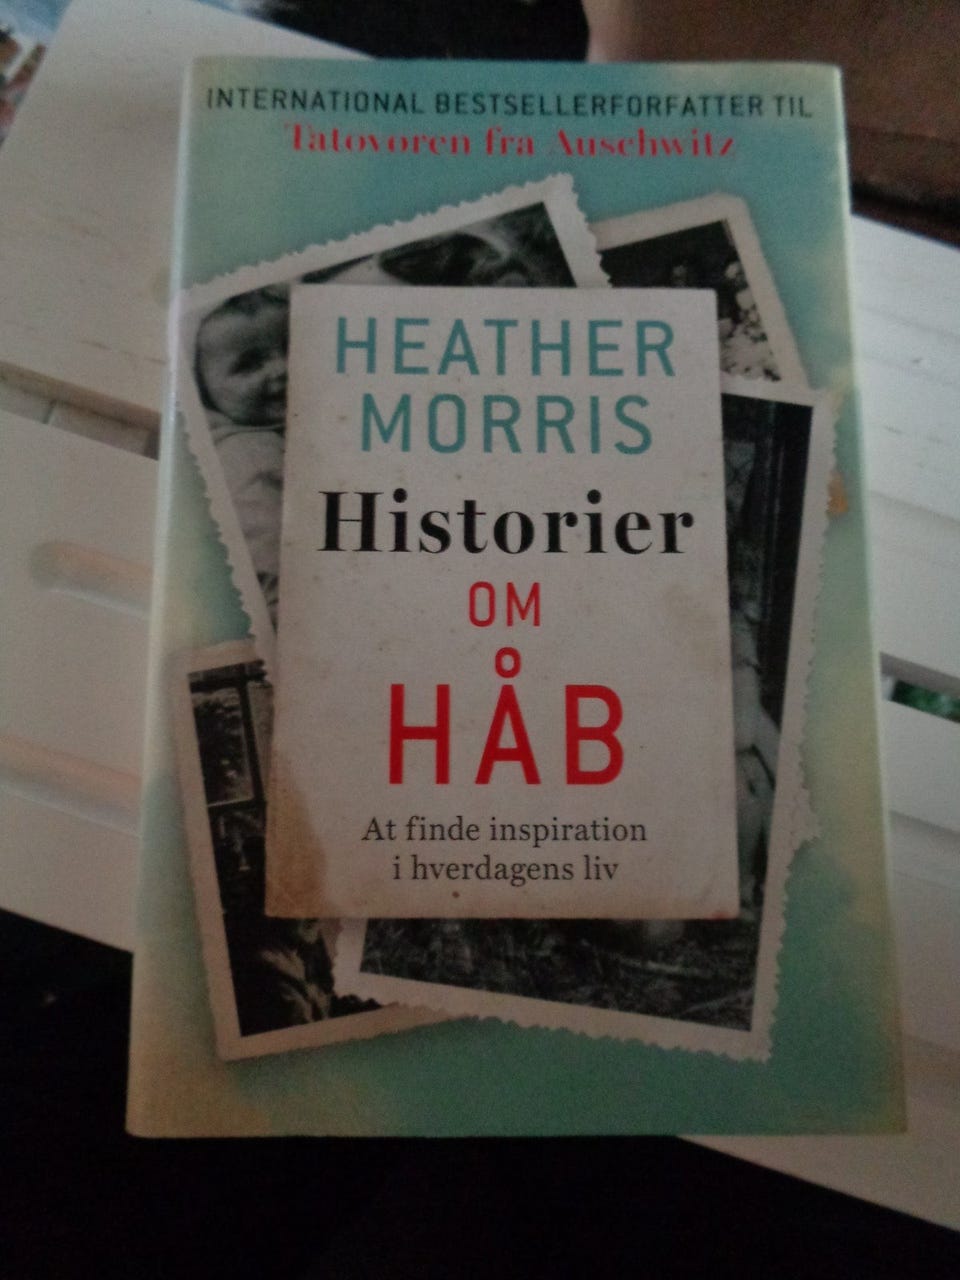 INTERNATIONAL BESTSELLERFORFATTER TIL
Tatovøren fra Auschwitz
HEATHER
MORRIS
Historier
OM
HÅB
At finde inspiration
i hverdagens liv